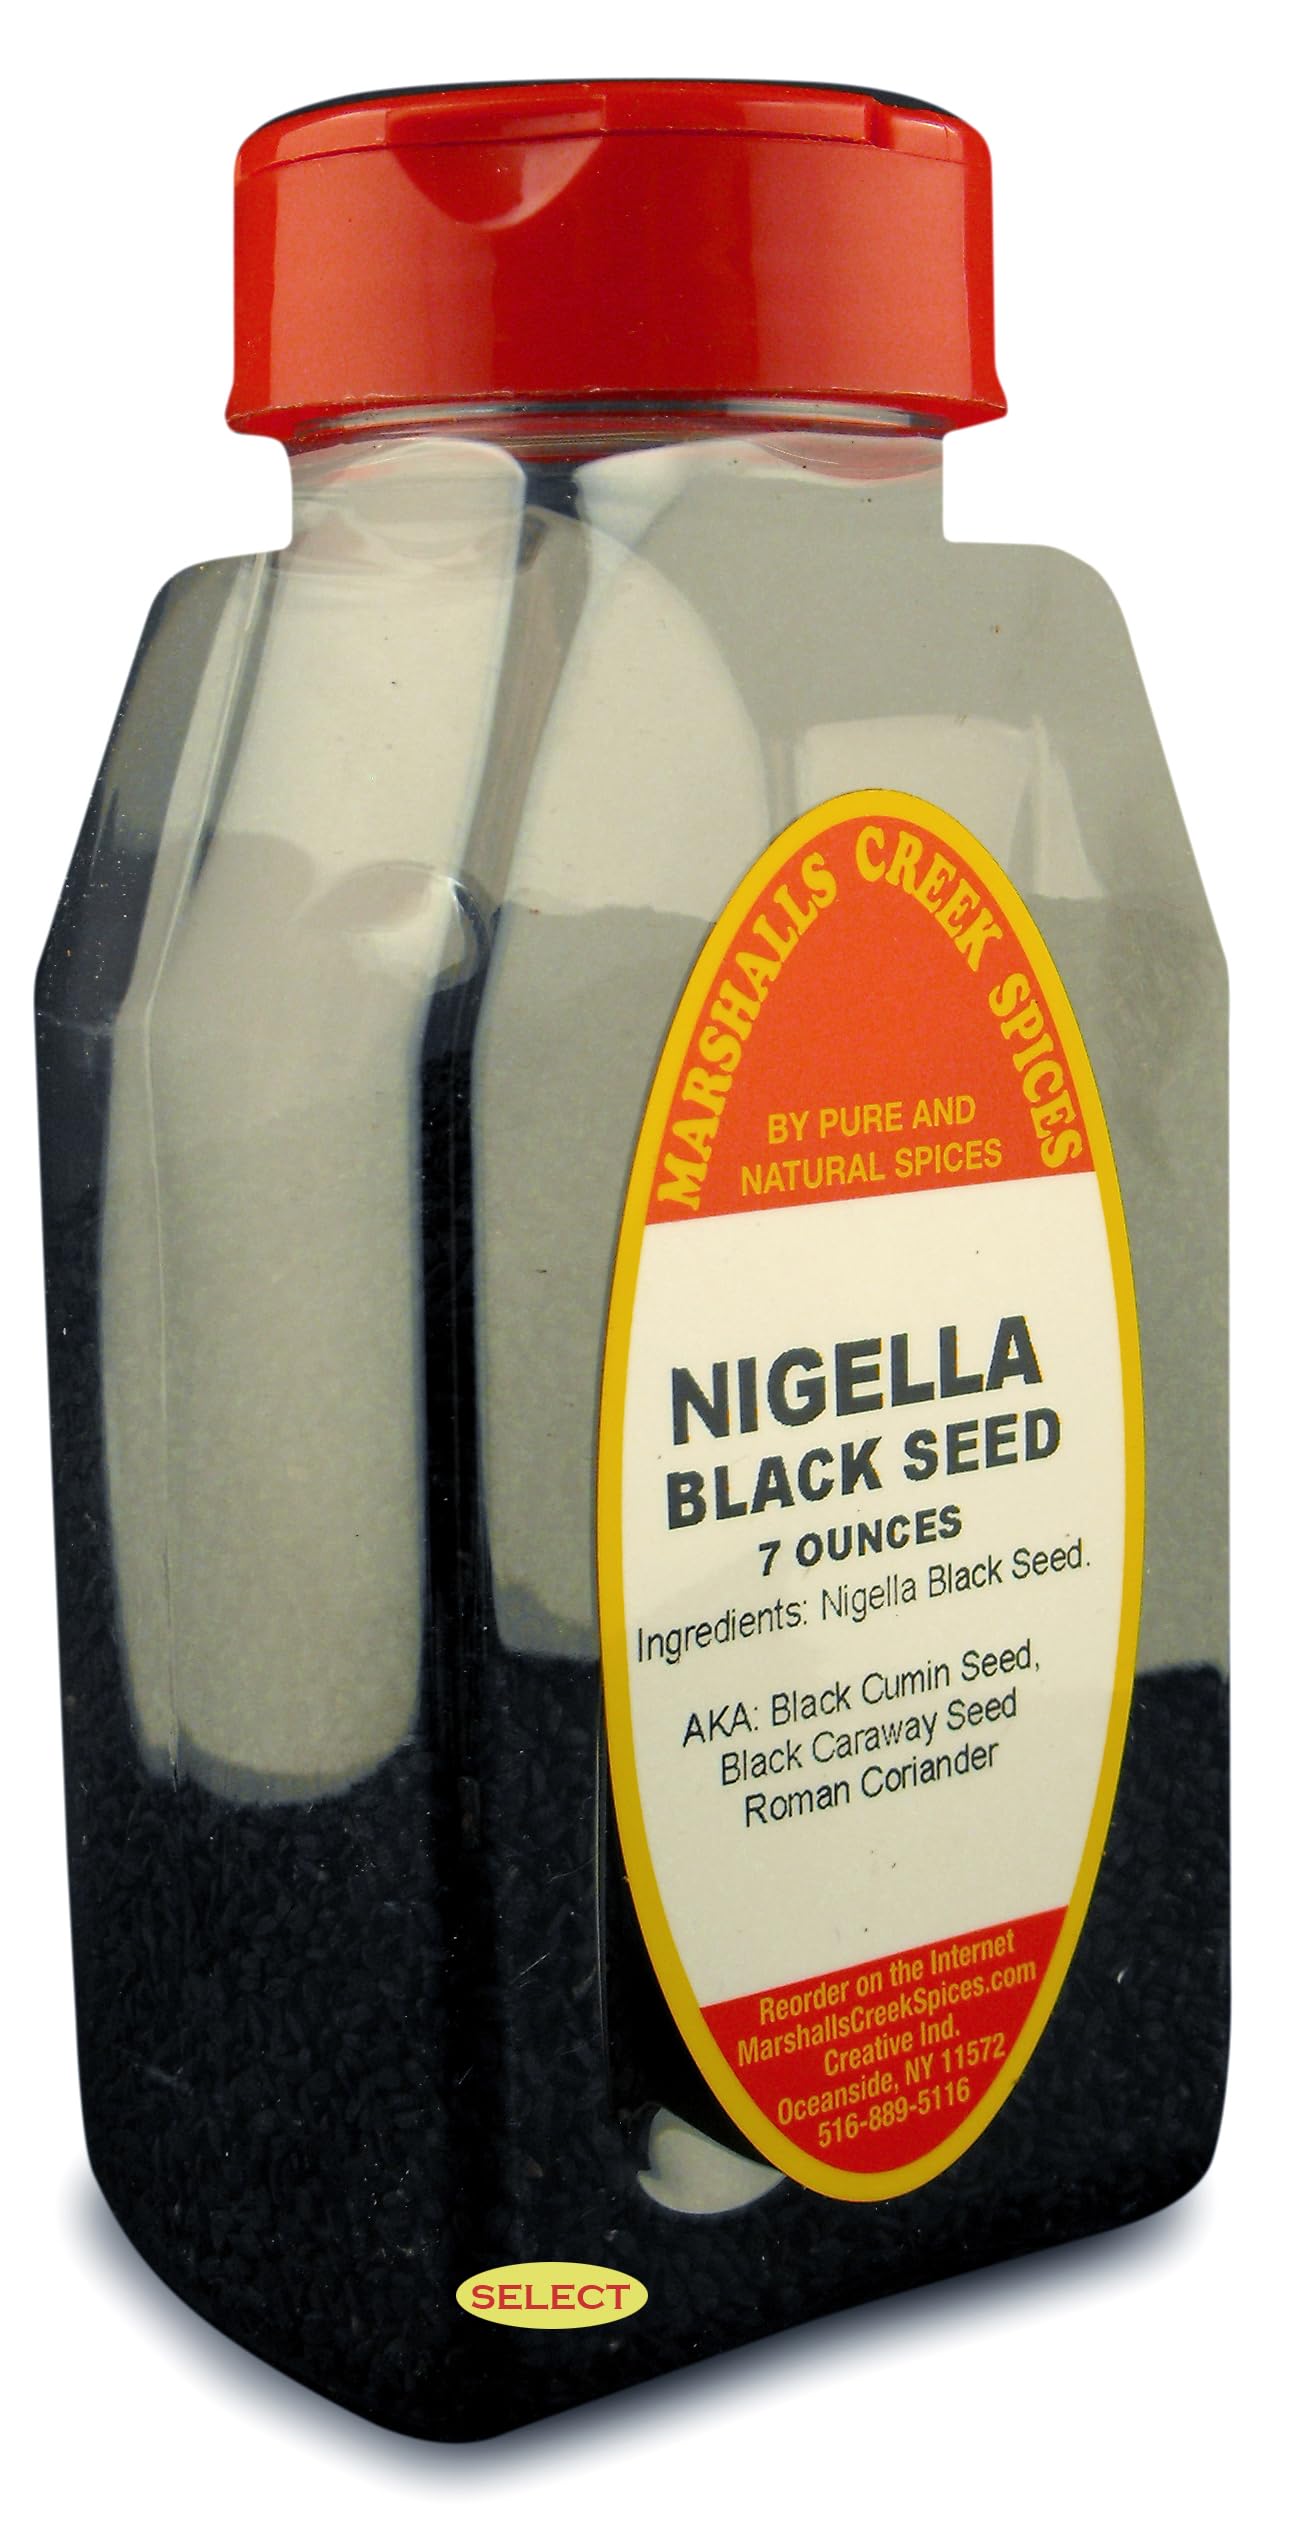 MARSHALLS CREEK SPICES
BY PURE AND
NATURAL SPICES
NIGELLA
BLACK SEED
7 OUNCES
Ingredients: Nigella Black Seed.
AKA: Black Cumin Seed,
Black Caraway Seed
Roman Coriander
Reorder on the Internet
MarshallsCreekSpices.com
Creative Ind.
Oceanside, NY 11572
516-889-5116
SELECT